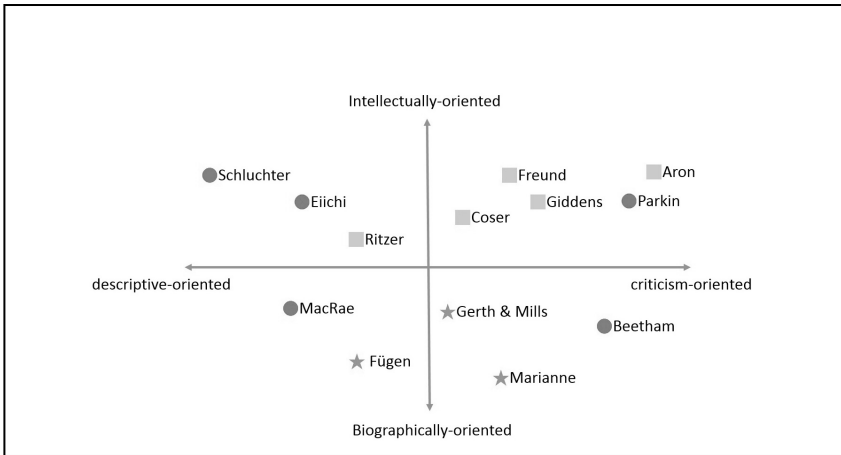 Intellectually-oriented
Schluchter
Freund
Aron
Eiichi
Giddens
Parkin
Coser
Ritzer
descriptive-oriented
criticism-oriented
MacRae
Gerth & Mills
Beetham
Fügen
Marianne
Biographically-oriented